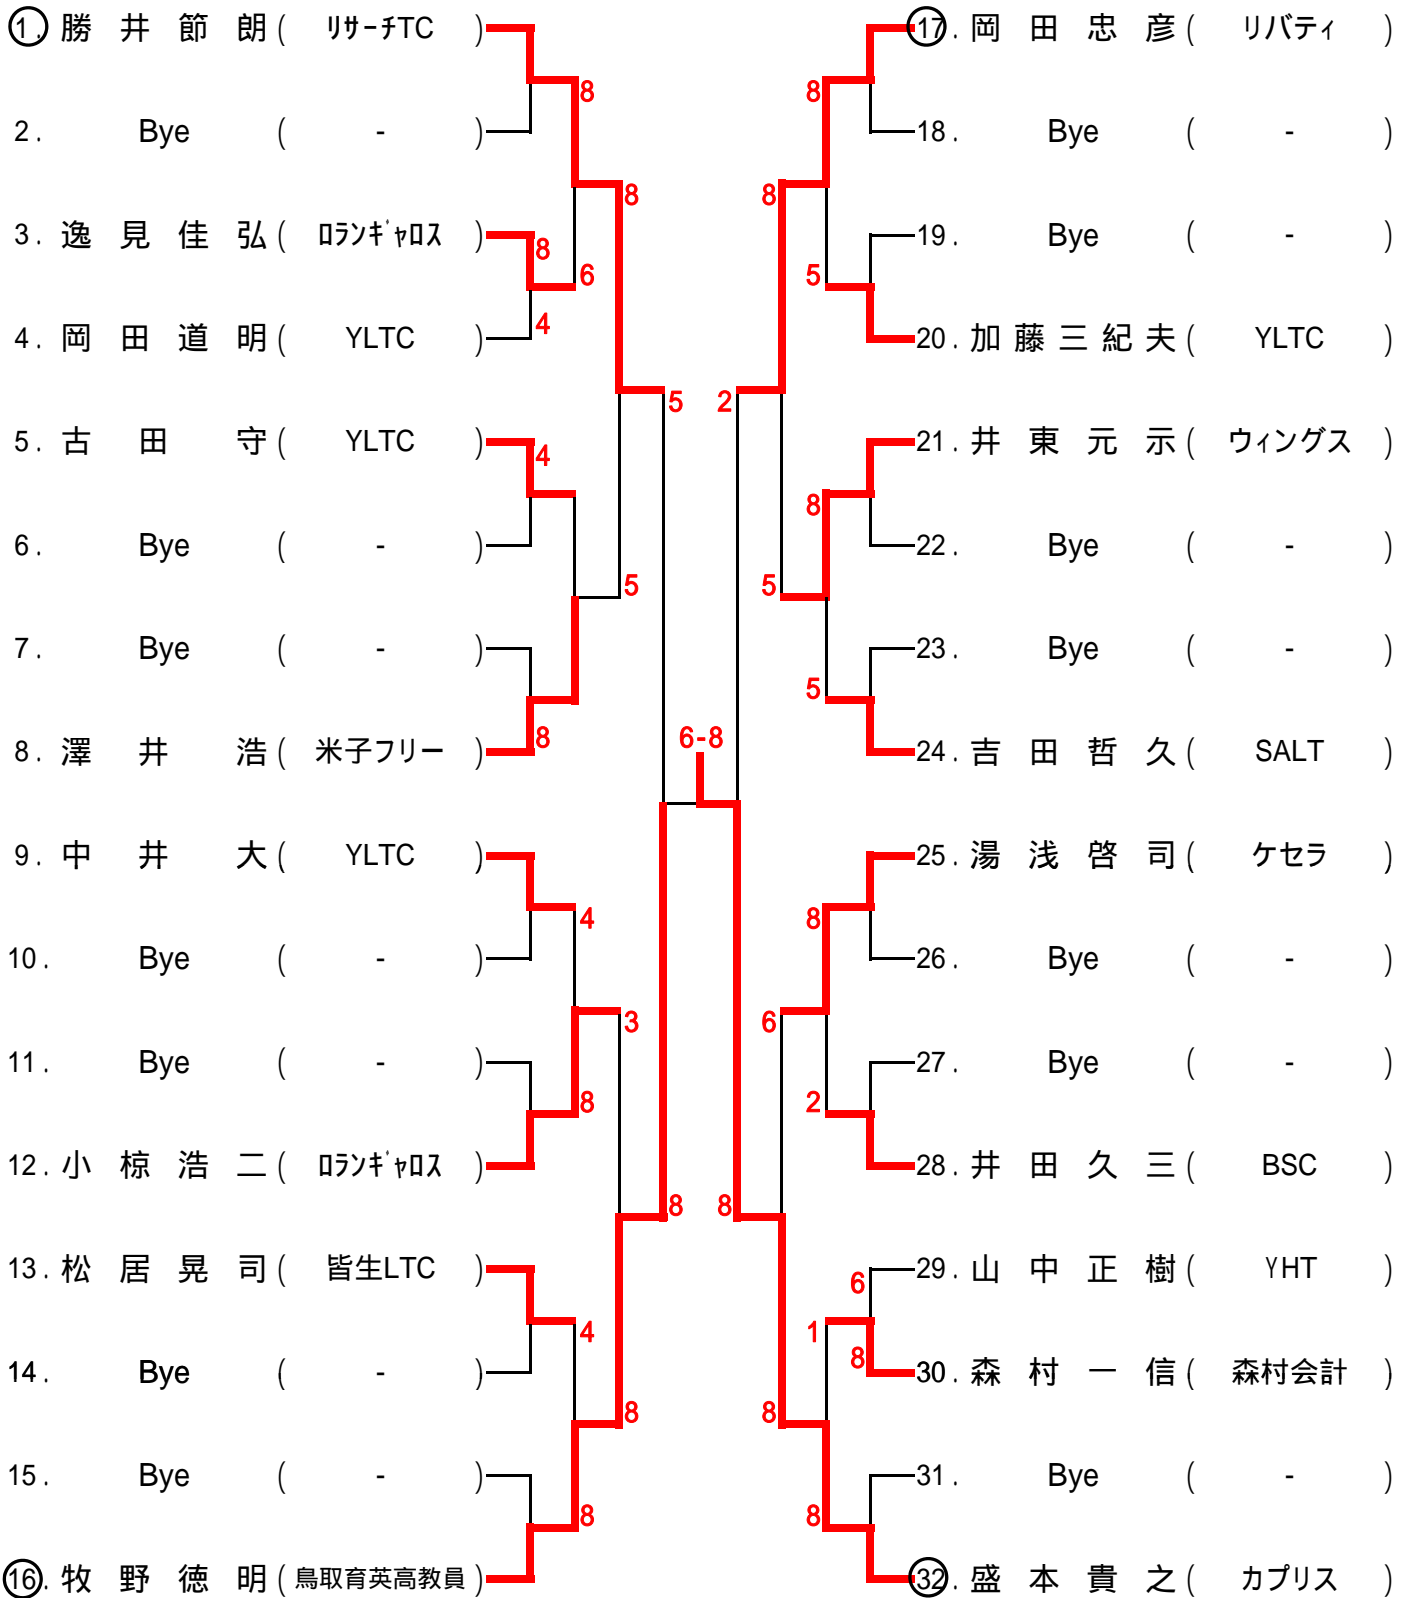 1. 勝井節朗( リサーチTC )
8
2. Bye ( - )
8
3. 逸見佳弘( ロランギャロス )
8
6
4. 岡田道明( YLTC )
4
5
5. 古田守( YLTC )
4
6. Bye ( - )
5
7. Bye ( - )
8. 澤井浩( 米子フリー )
8
9. 中井大( YLTC )
4
10. Bye ( - )
3
11. Bye ( - )
8
12. 小椋浩二( ロランギャロス )
8
13. 松居晃司( 皆生LTC )
4
14. Bye ( - )
8
15. Bye ( - )
8
16. 牧野徳明( 鳥取育英高教員 )
6-8
17. 岡田忠彦( リバティ )
8
18. Bye ( - )
8
19. Bye ( - )
5
20. 加藤三紀夫( YLTC )
2
21. 井東元示( ウィングス )
8
22. Bye ( - )
5
23. Bye ( - )
5
24. 吉田哲久( SALT )
25. 湯浅啓司( ケセラ )
8
26. Bye ( - )
6
27. Bye ( - )
2
28. 井田久三( BSC )
8
29. 山中正樹( YHT )
6
1
30. 森村一信( 森村会計 )
8
8
31. Bye ( - )
8
32. 盛本貴之( カプリス )